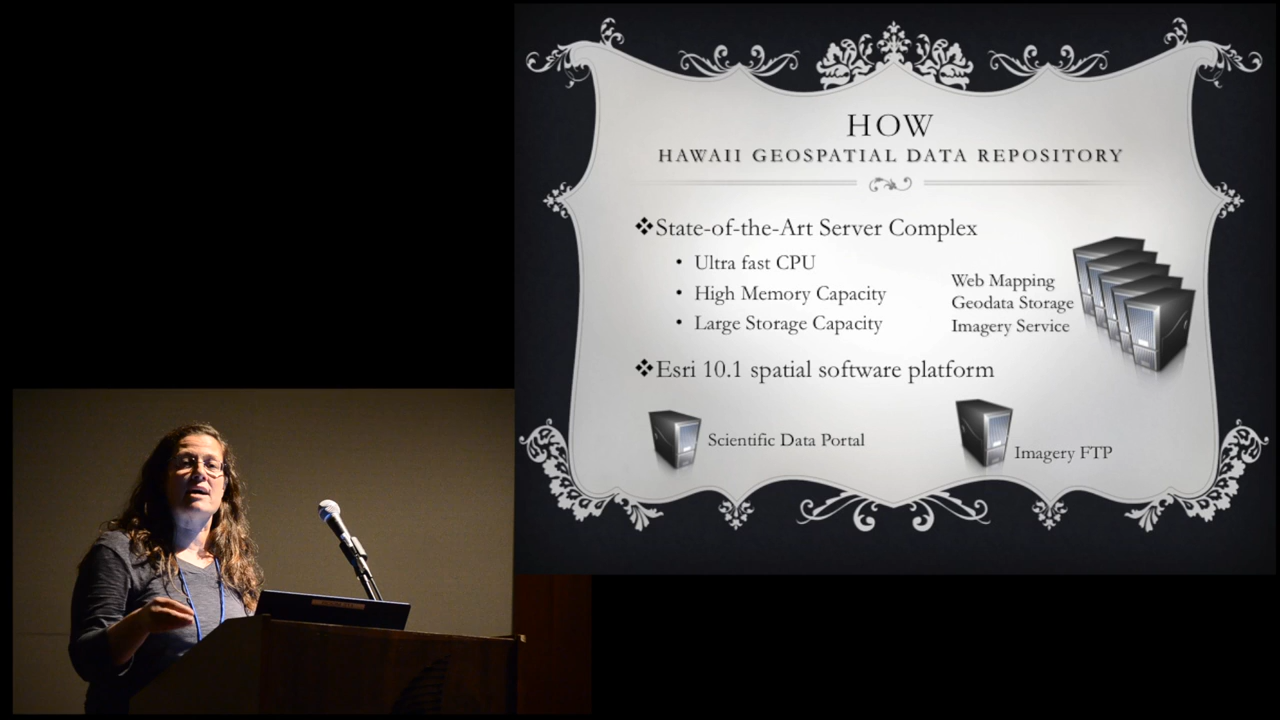 HOW
HAWAII GEOSPATIAL DATA REPOSITORY
❖State-of-the-Art Server Complex
• Ultra fast CPU
• High Memory Capacity
• Large Storage Capacity
Web Mapping
Geodata Storage
Imagery Service
❖Esri 10.1 spatial software platform
Scientific Data Portal
Imagery FTP